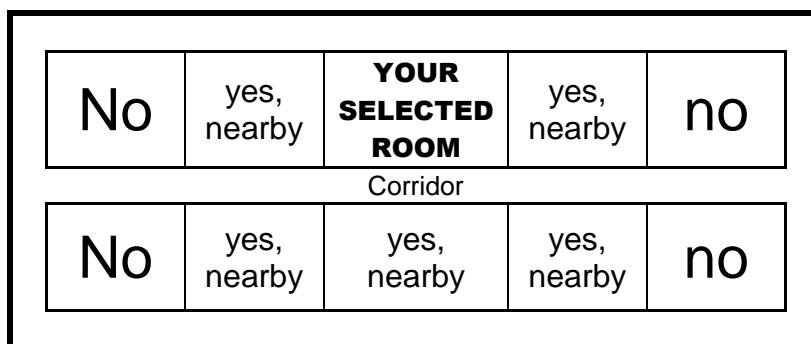 No
yes,
nearby
YOUR
SELECTED
ROOM
yes,
nearby
no
Corridor
No
yes,
nearby
yes,
nearby
yes,
nearby
no